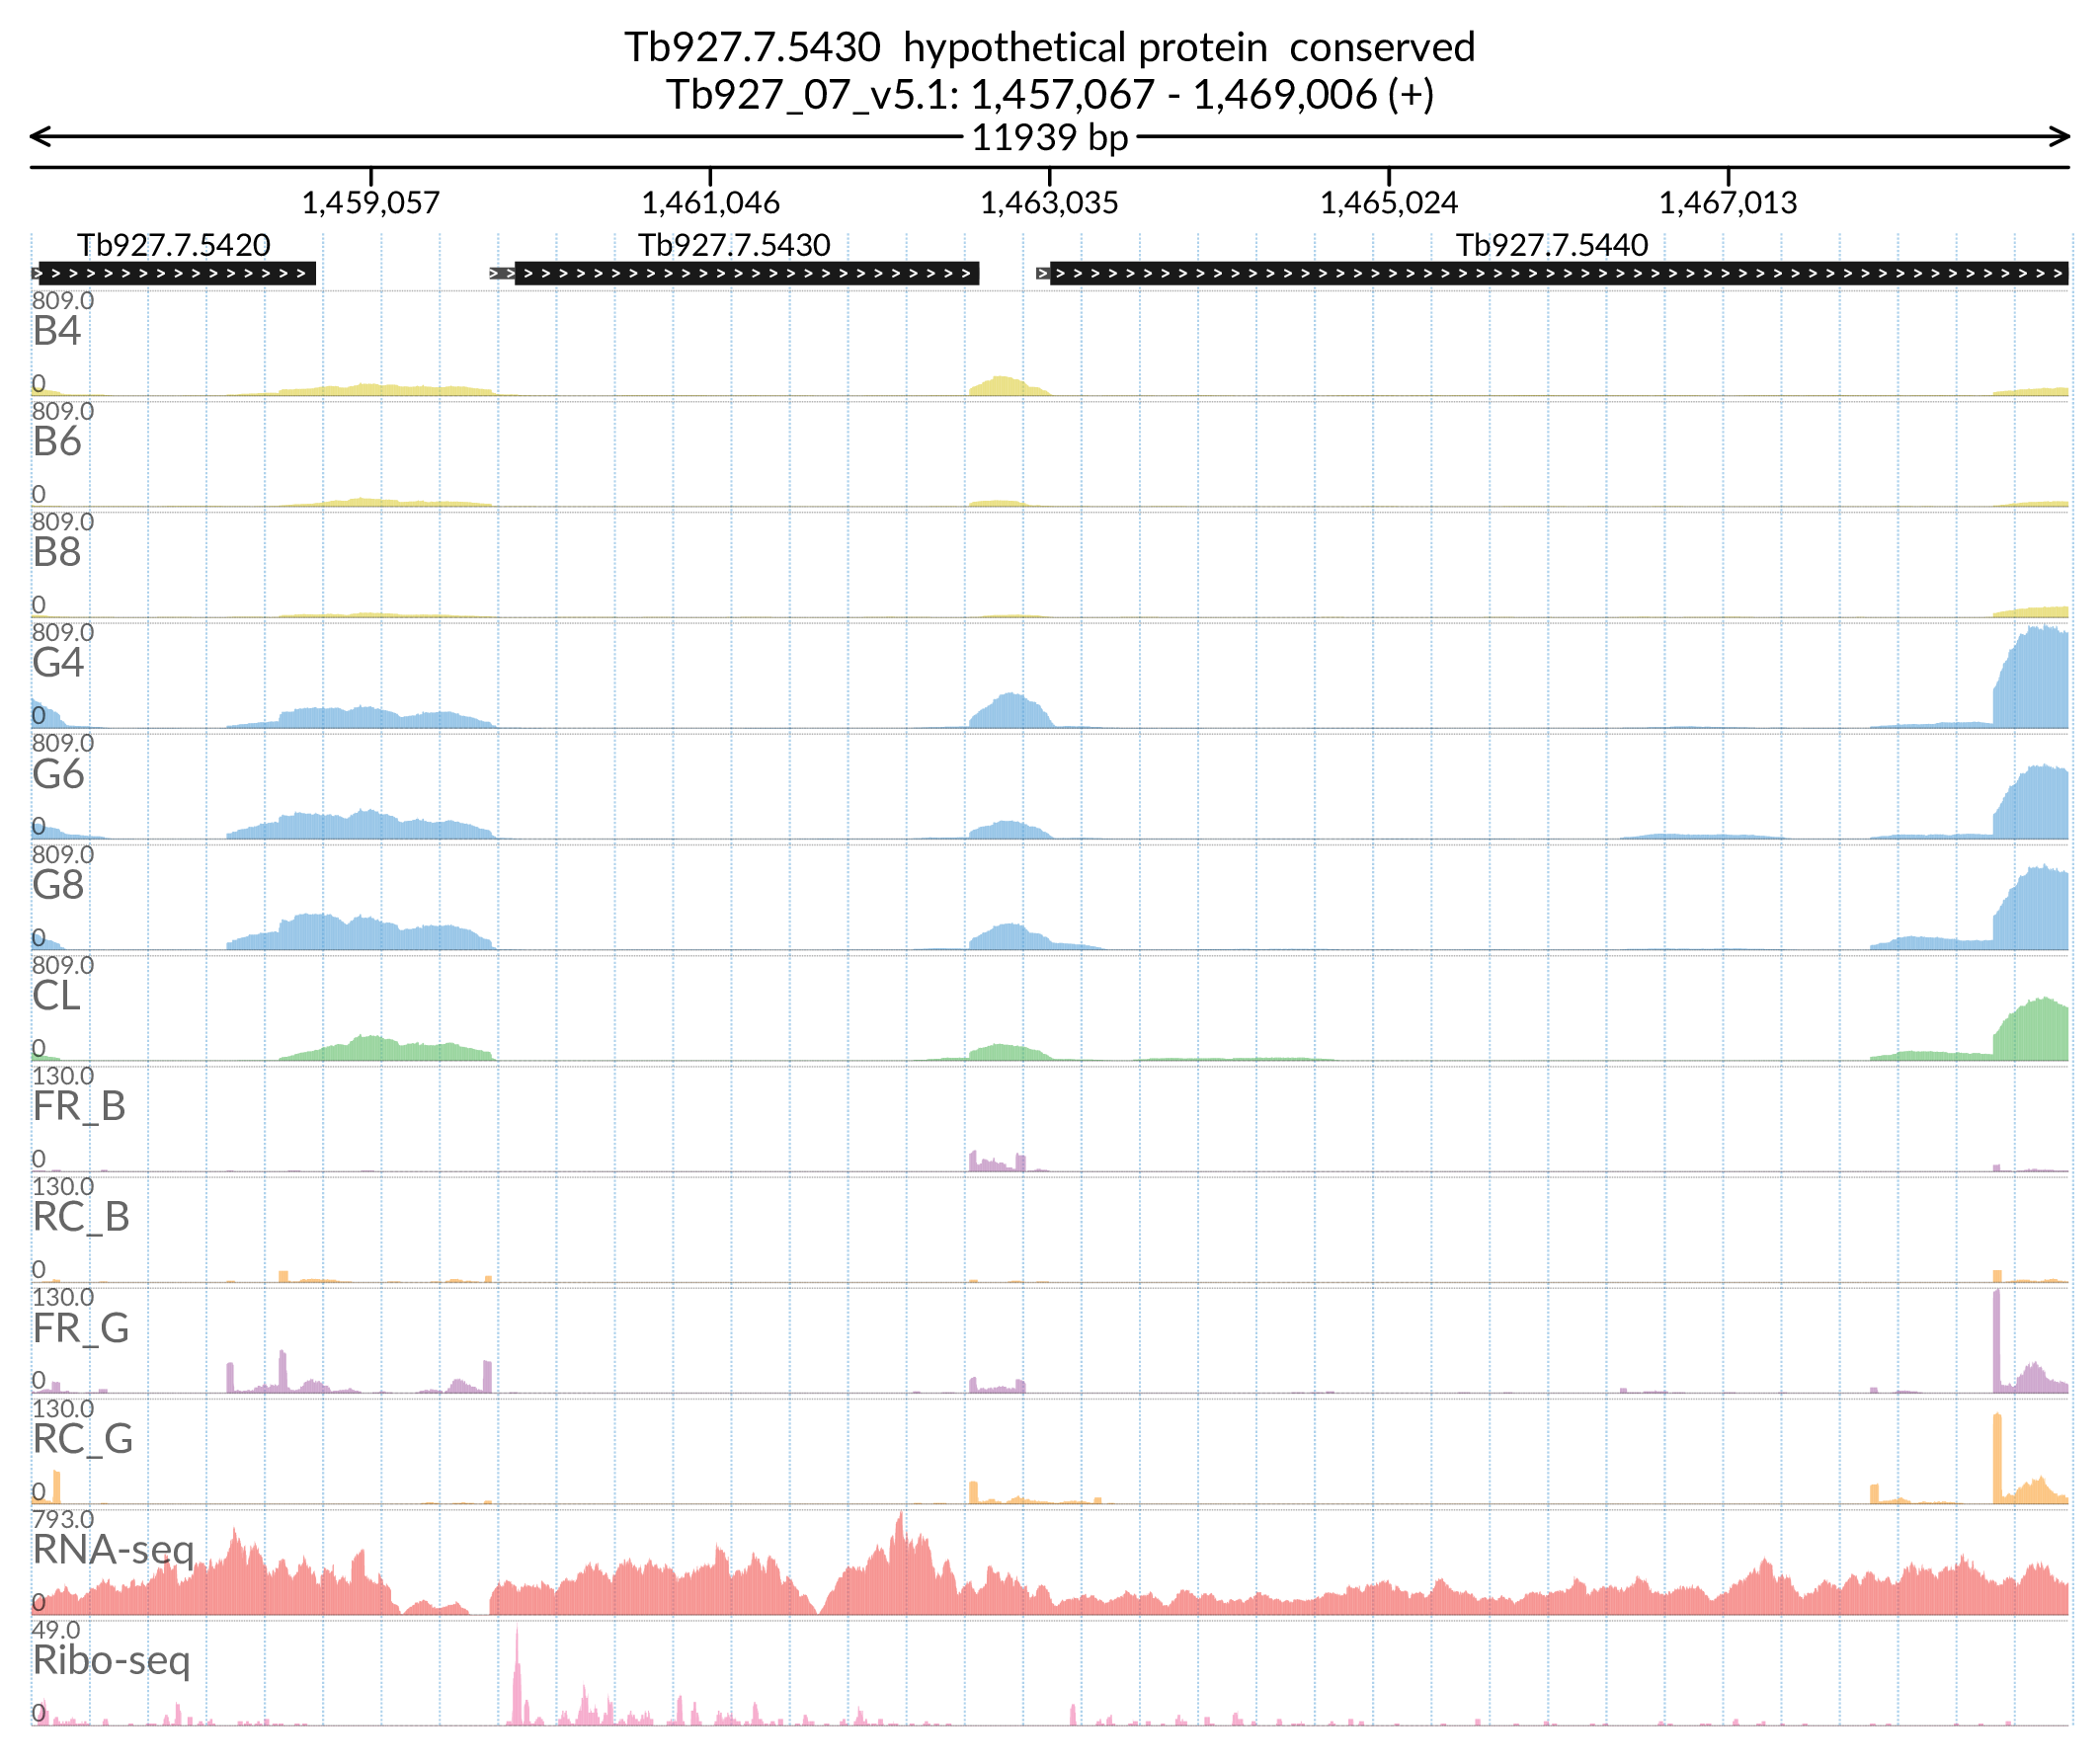 Tb927.7.5430 hypothetical protein conserved
Tb927_07_v5.1: 1,457,067 - 1,469,006 (+)
11939 bp
1,459,057 1,461,046 1,463,035 1,465,024 1,467,013
Tb927.7.5420 Tb927.7.5430 Tb927.7.5440
809.0
B4
0
809.0
B6
0
809.0
B8
0
809.0
G4
0
809.0
G6
0
809.0
G8
0
809.0
CL
0
130.0
FR_B
0
130.0
RC_B
0
130.0
FR_G
0
130.0
RC_G
0
793.0
RNA-seq
0
49.0
Ribo-seq
0